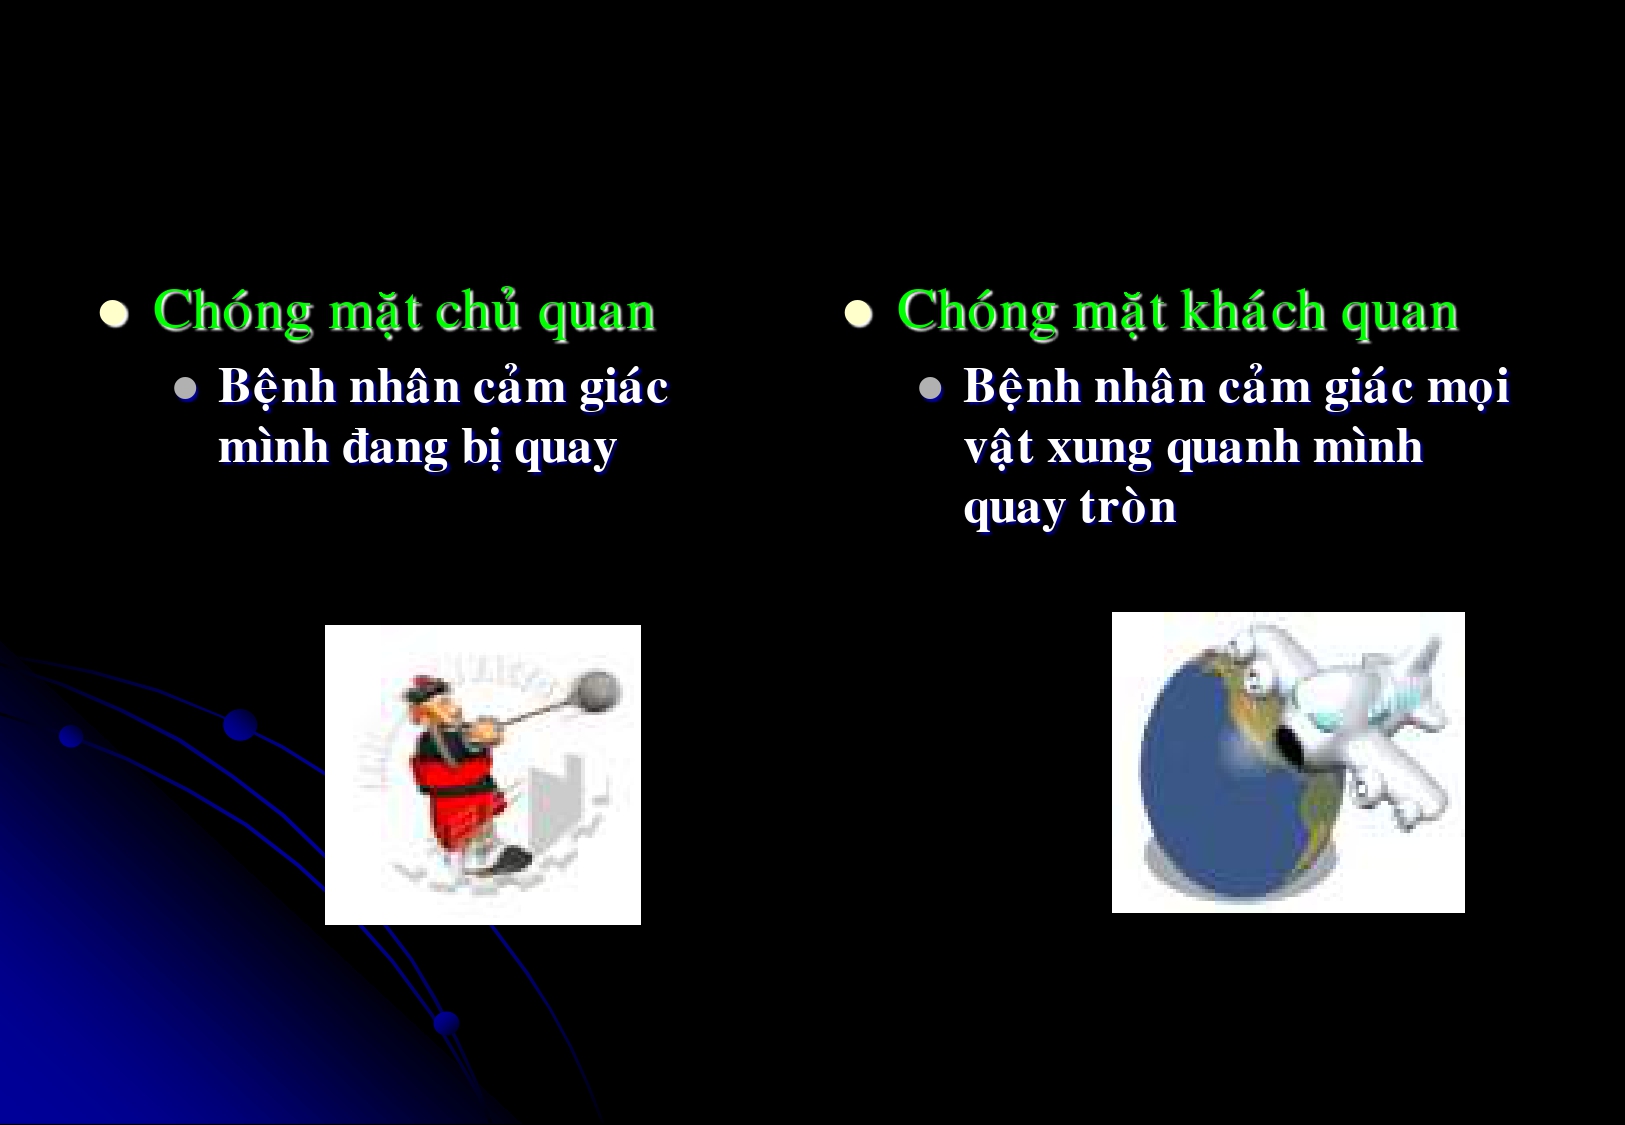 Chóng mặt chủ quan
Bệnh nhân cảm giác
mình đang bị quay
Chóng mặt khách quan
Bệnh nhân cảm giác mọi
vật xung quanh mình
quay tròn